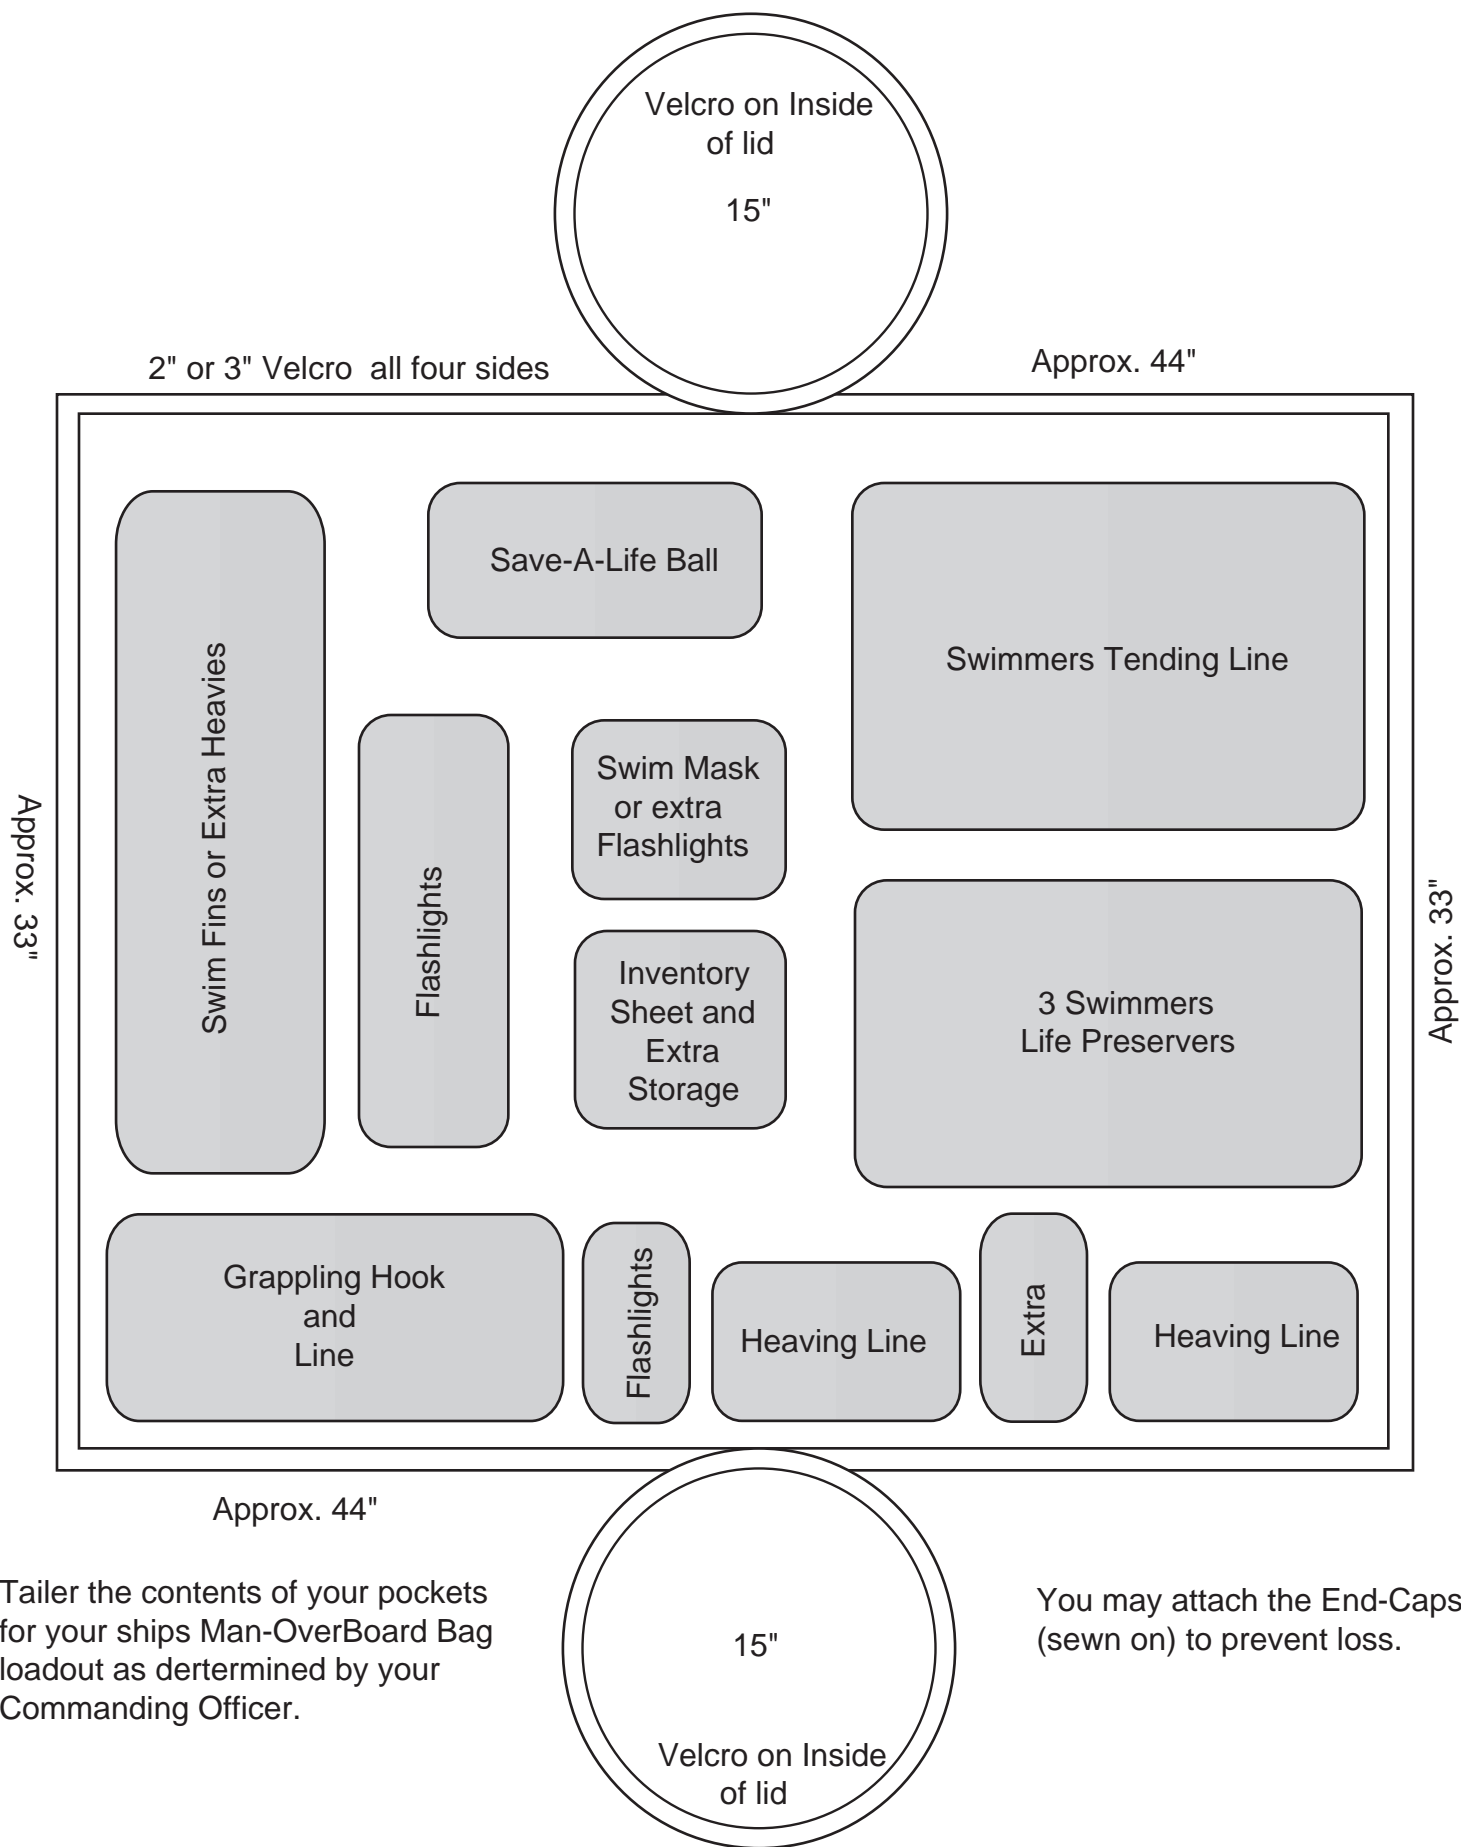 Velcro on Inside
of lid
15"
2" or 3" Velcro  all four sides
Approx. 44"
Save-A-Life Ball
Swimmers Tending Line
Swim Fins or Extra Heavies
Flashlights
Swim Mask
or extra
Flashlights
Approx. 33"
Approx. 33"
Inventory
Sheet and
Extra
Storage
3 Swimmers
Life Preservers
Grappling Hook
and
Line
Flashlights
Heaving Line
Extra
Heaving Line
Approx. 44"
Tailer the contents of your pockets
for your ships Man-OverBoard Bag
loadout as dertermined by your
Commanding Officer.
15"
Velcro on Inside
of lid
You may attach the End-Caps
(sewn on) to prevent loss.